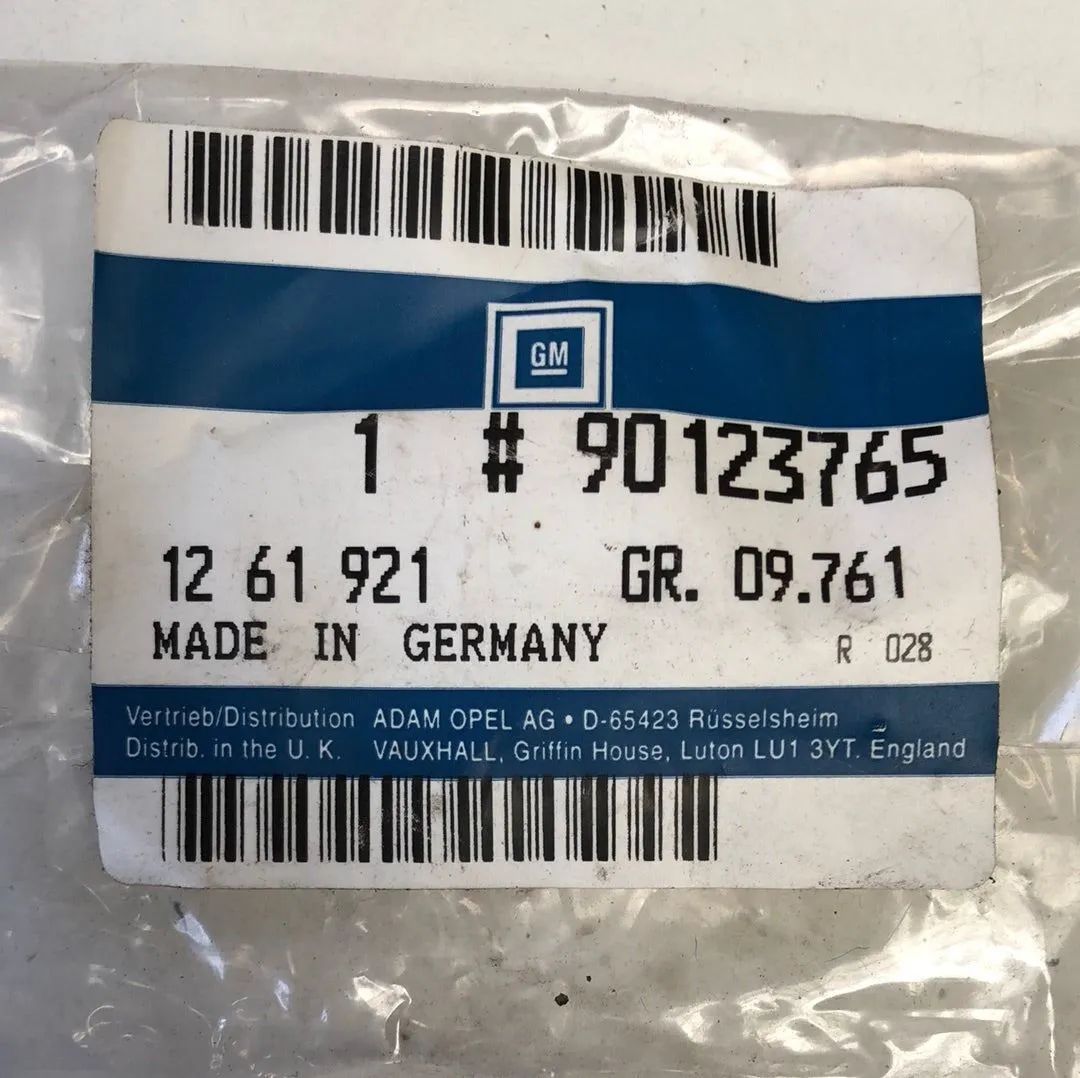 GM
1 # 90123765
12 61 921 GR. 09.761
MADE IN GERMANY R 028
Vertrieb/Distribution ADAM OPEL AG • D-65423 Rüsselsheim
Distrib. in the U. K. VAUXHALL, Griffin House, Luton LU1 3YT. England